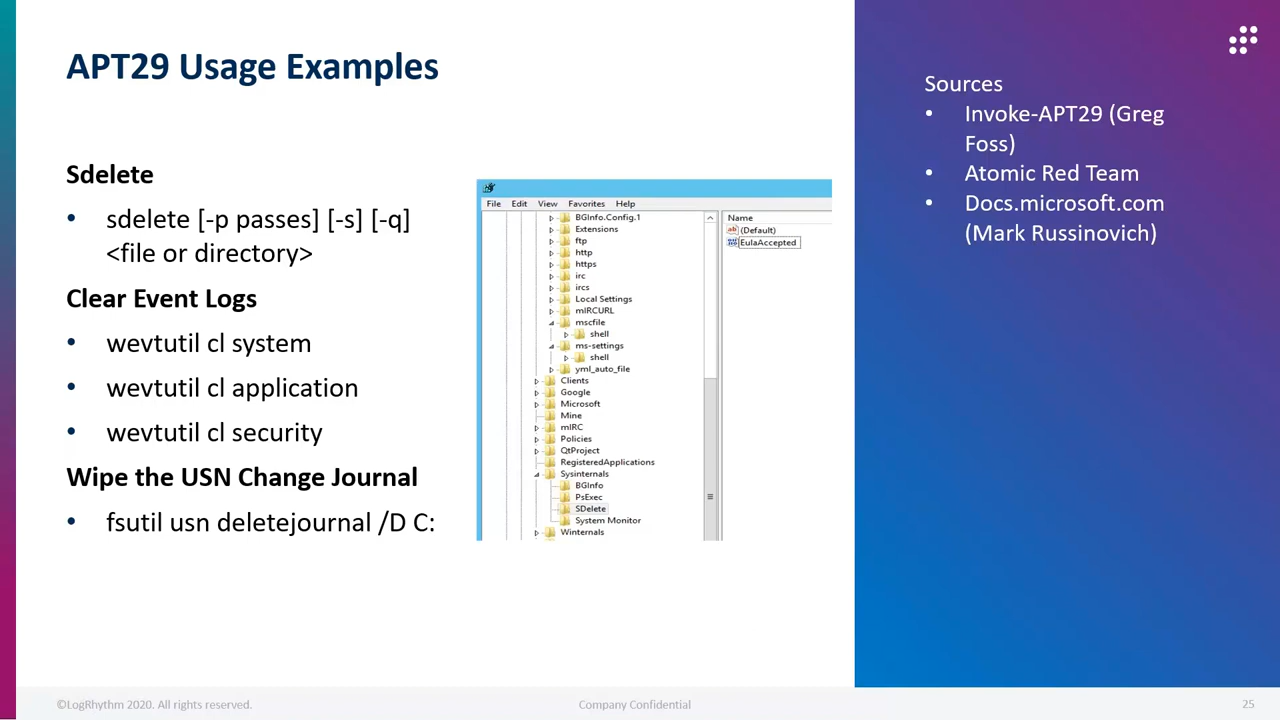 APT29 Usage Examples
Sdelete
• sdelete [-p passes] [-s] [-q]
<file or directory>
Clear Event Logs
• wevtutil cl system
• wevtutil cl application
• wevtutil cl security
Wipe the USN Change Journal
• fsutil usn deletejournal /D C:
File Edit View Favorites Help
BGInfo.Config.1
Extensions
ftp
http
https
irc
ircs
Local Settings
mIRCURL
mscfile
shell
ms-settings
shell
yml_auto_file
Clients
Google
Microsoft
Mine
mIRC
Policies
QtProject
RegisteredApplications
Sysinternals
BGInfo
PsExec
SDelete
System Monitor
Winternals
Name
ab (Default)
EulaAccepted
Sources
• Invoke-APT29 (Greg
Foss)
• Atomic Red Team
• Docs.microsoft.com
(Mark Russinovich)
©LogRhythm 2020. All rights reserved.
Company Confidential
25